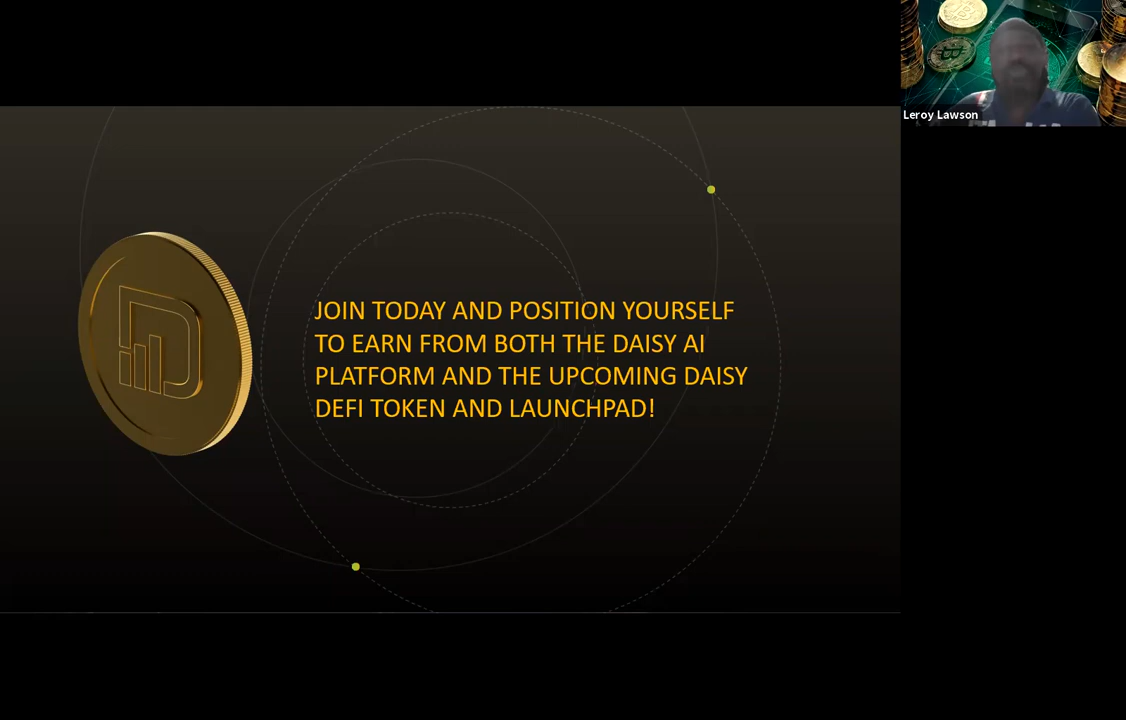 Leroy Lawson
JOIN TODAY AND POSITION YOURSELF
TO EARN FROM BOTH THE DAISY AI
PLATFORM AND THE UPCOMING DAISY
DEFI TOKEN AND LAUNCHPAD!